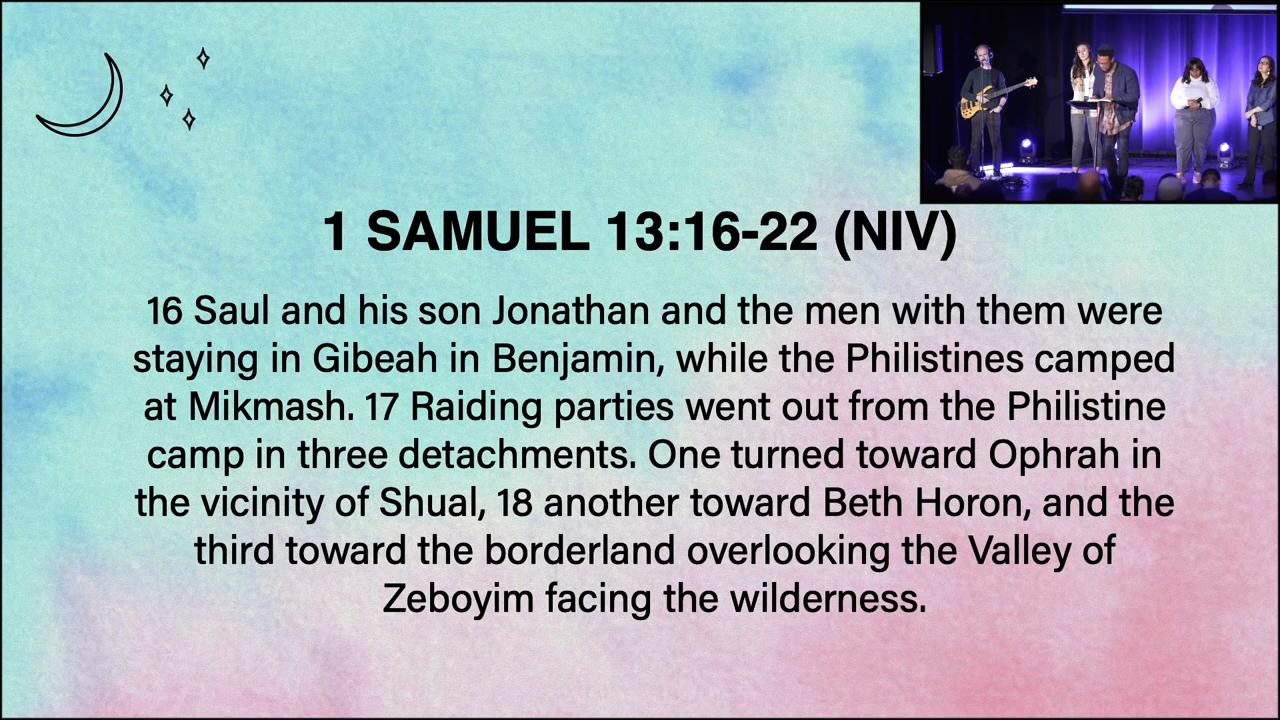 1 SAMUEL 13:16-22 (NIV)
16 Saul and his son Jonathan and the men with them were
staying in Gibeah in Benjamin, while the Philistines camped
at Mikmash. 17 Raiding parties went out from the Philistine
camp in three detachments. One turned toward Ophrah in
the vicinity of Shual, 18 another toward Beth Horon, and the
third toward the borderland overlooking the Valley of
Zeboyim facing the wilderness.